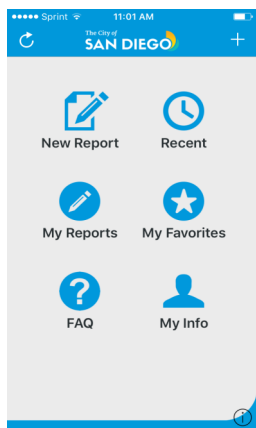 Sprint 11:01 AM
The City of
SAN DIEGO
New Report Recent
My Reports My Favorites
FAQ My Info